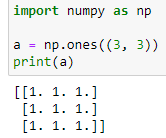 import numpy as np
a = np.ones((3, 3))
print(a)
[[1. 1. 1.]
 [1. 1. 1.]
 [1. 1. 1.]]